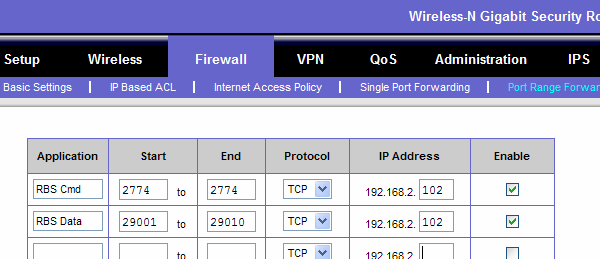 Wireless-N Gigabit Security
Setup Wireless Firewall VPN QoS Administration IPS
Basic Settings | IP Based ACL | Internet Access Policy | Single Port Forwarding | Port Range
Application Start End Protocol IP Address Enable
RBS Cmd 2774 to 2774 TCP 192.168.2. 102
RBS Data 29001 to 29010 TCP 192.168.2. 102
to TCP 192.168.2.